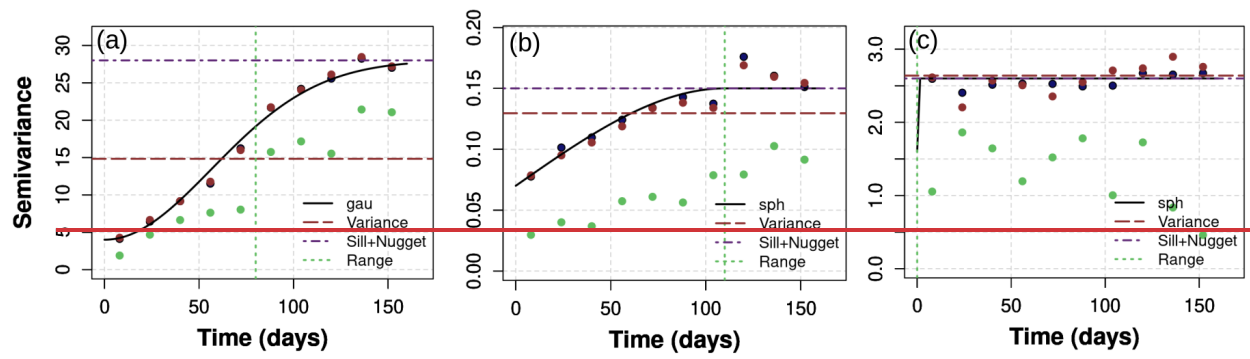 (a)
Semivariance
30
25
20
15
10
5
0
0 50 100 150
Time (days)
gau
Variance
Sill+Nugget
Range
(b)
0.20
0.15
0.10
0.05
0.00
0 50 100 150
Time (days)
sph
Variance
Sill+Nugget
Range
(c)
3.0
2.0
1.0
0.0
0 50 100 150
Time (days)
sph
Variance
Sill+Nugget
Range